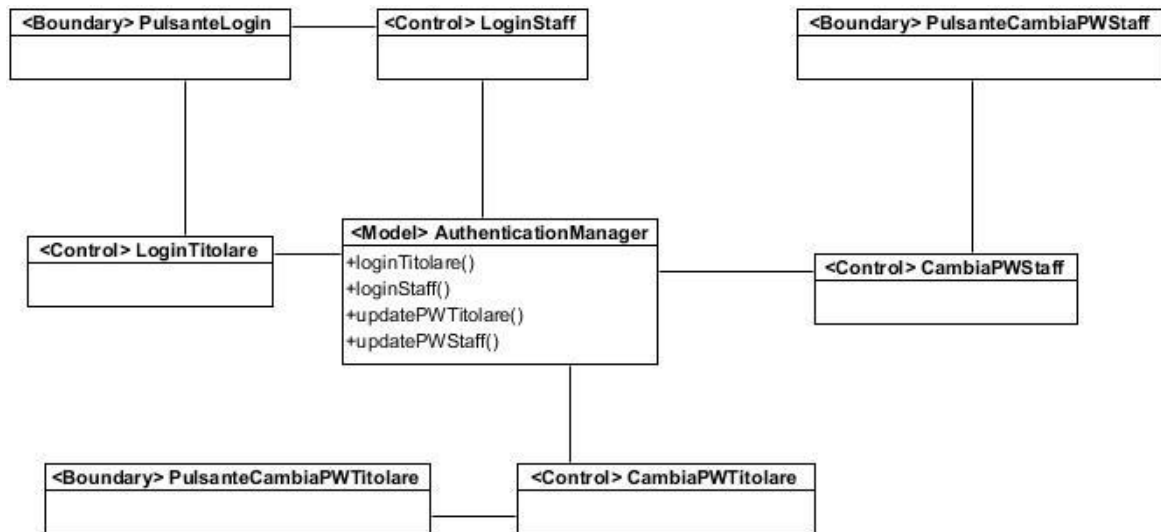 <Boundary> PulsanteLogin
<Control> LoginStaff
<Boundary> PulsanteCambiaPWStaff
<Control> LoginTitolare
<Model> AuthenticationManager
+loginTitolare()
+loginStaff()
+updatePWTitolare()
+updatePWStaff()
<Control> CambiaPWStaff
<Boundary> PulsanteCambiaPWTitolare
<Control> CambiaPWTitolare